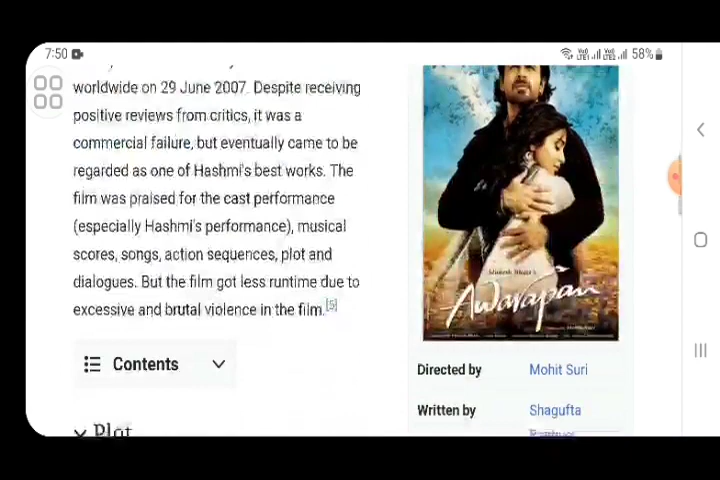 7:50
58%
worldwide on 29 June 2007. Despite receiving
positive reviews from critics, it was a
commercial failure, but eventually came to be
regarded as one of Hashmi's best works. The
film was praised for the cast performance
(especially Hashmi's performance), musical
scores, songs, action sequences, plot and
dialogues. But the film got less runtime due to
excessive and brutal violence in the film.[5]
Contents
Plot
Awarapan
Directed by Mohit Suri
Written by Shagufta